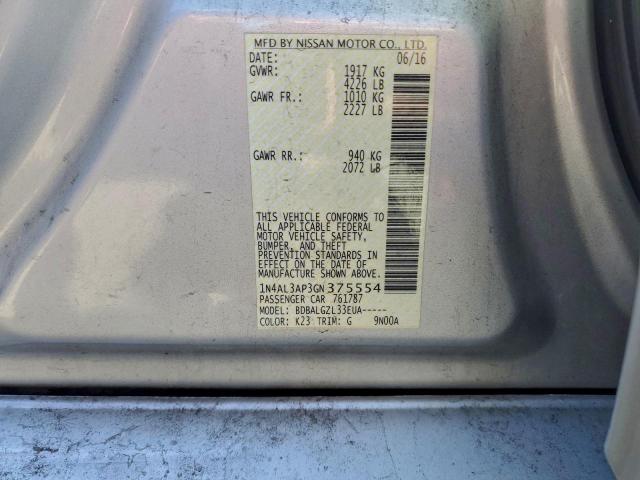 MFD BY NISSAN MOTOR CO., LTD.
DATE: 06/16
GVWR: 1917 KG
4226 LB
GAWR FR.: 1010 KG
2227 LB
GAWR RR.: 940 KG
2072 LB
THIS VEHICLE CONFORMS TO
ALL APPLICABLE FEDERAL
MOTOR VEHICLE SAFETY,
BUMPER, AND THEFT
PREVENTION STANDARDS IN
EFFECT ON THE DATE OF
MANUFACTURE SHOWN ABOVE.
1N4AL3AP3GN375554
PASSENGER CAR 761787
MODEL: BDBALGZL33EUA-----
COLOR: K23 TRIM: G 9N00A